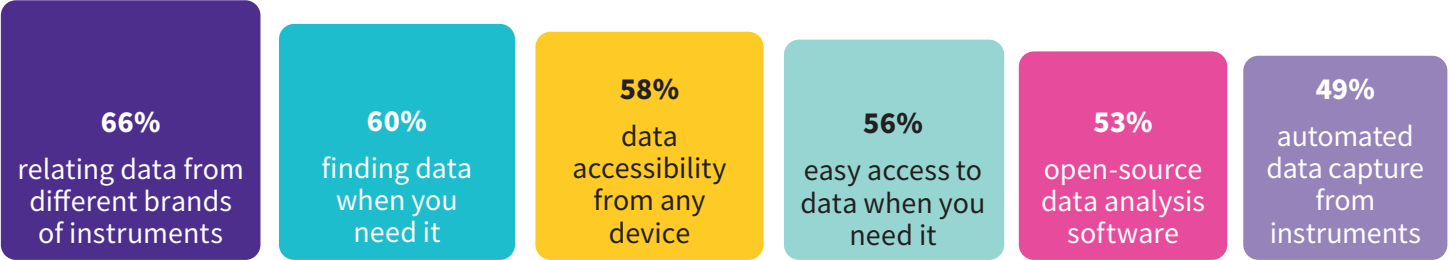 66%
relating data from
different brands
of instruments
60%
finding data
when you
need it
58%
data
accessibility
from any
device
56%
easy access to
data when you
need it
53%
open-source
data analysis
software
49%
automated
data capture
from
instruments